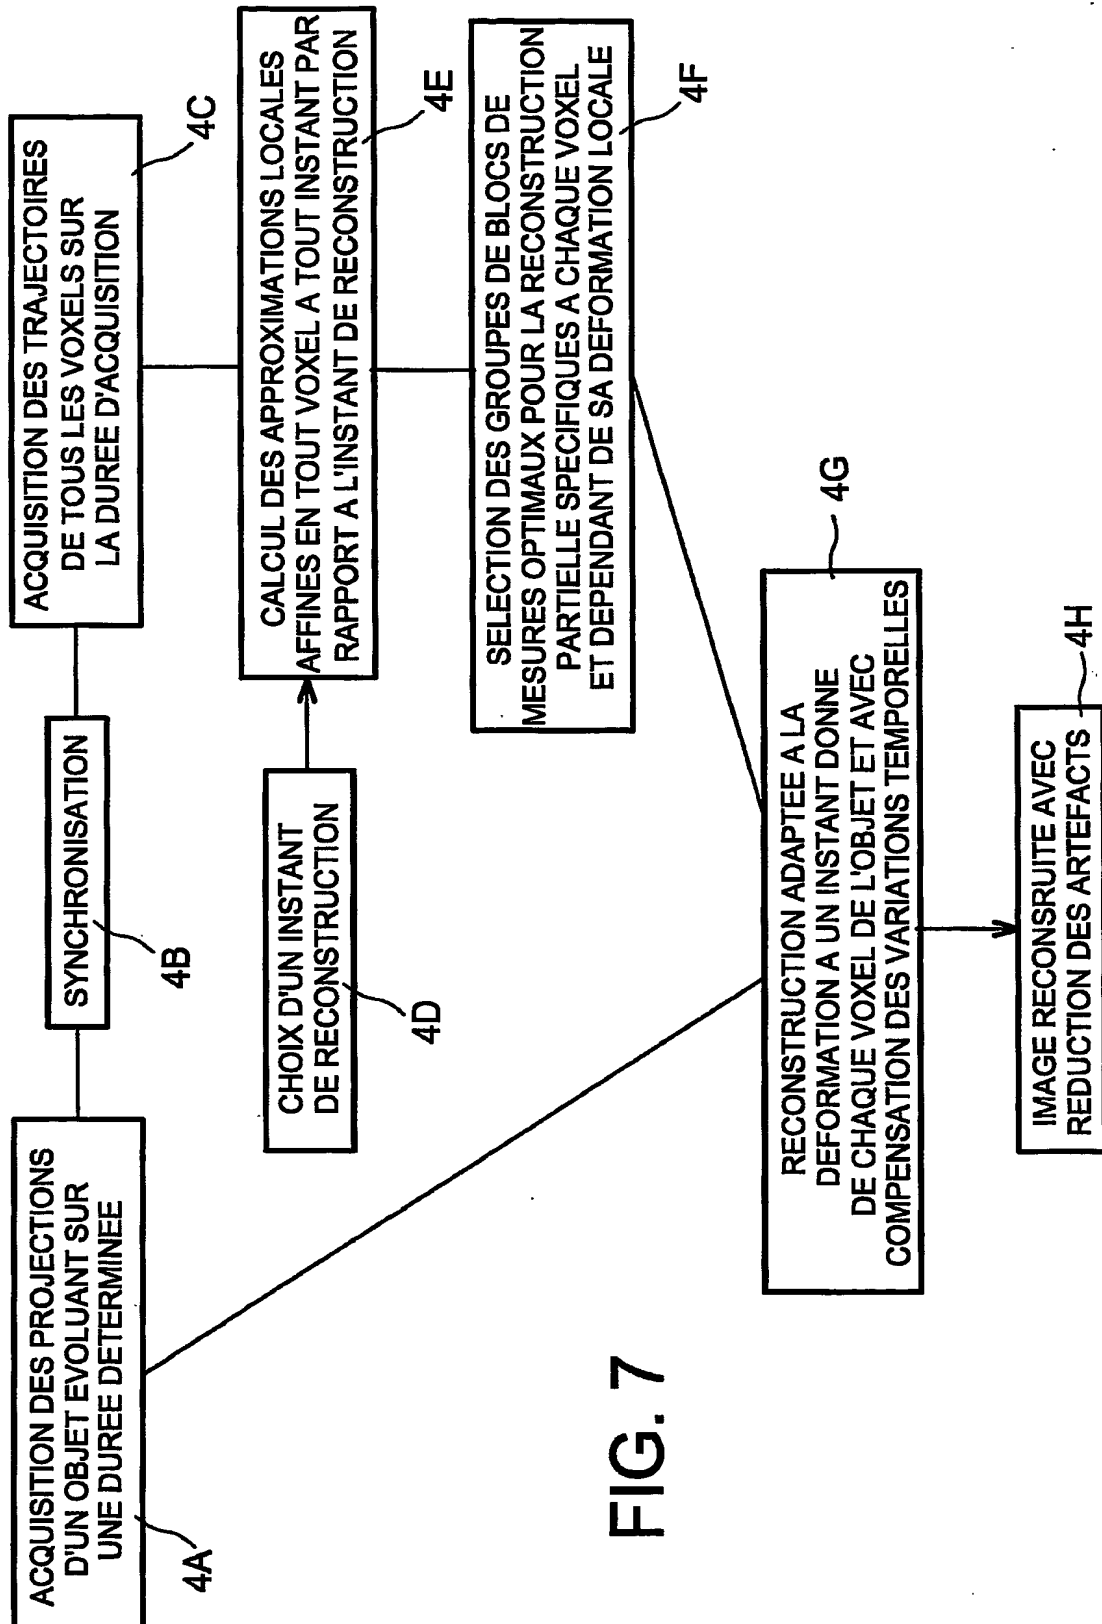 ACQUISITION DES PROJECTIONS
D'UN OBJET EVOLUANT SUR
UNE DUREE DETERMINEE
4A
SYNCHRONISATION
4B
ACQUISITION DES TRAJECTOIRES
DE TOUS LES VOXELS SUR
LA DUREE D'ACQUISITION
4C
CHOIX D'UN INSTANT
DE RECONSTRUCTION
4D
CALCUL DES APPROXIMATIONS LOCALES
AFFINES EN TOUT VOXEL A TOUT INSTANT PAR
RAPPORT A L'INSTANT DE RECONSTRUCTION
4E
SELECTION DES GROUPES DE BLOCS DE
MESURES OPTIMAUX POUR LA RECONSTRUCTION
PARTIELLE SPECIFIQUES A CHAQUE VOXEL
ET DEPENDANT DE SA DEFORMATION LOCALE
4F
RECONSTRUCTION ADAPTEE A LA
DEFORMATION A UN INSTANT DONNE
DE CHAQUE VOXEL DE L'OBJET ET AVEC
COMPENSATION DES VARIATIONS TEMPORELLES
4G
IMAGE RECONSRUITE AVEC
REDUCTION DES ARTEFACTS
4H
FIG. 7